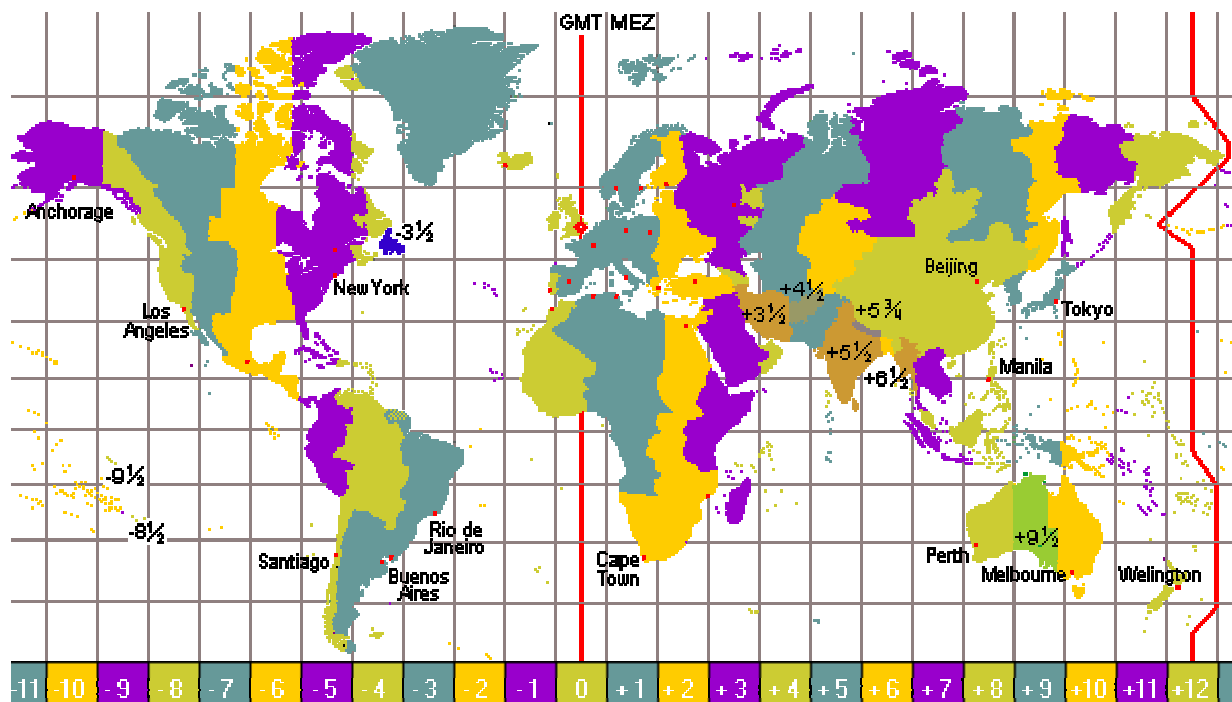 GMT MEZ
Anchorage
-3½
New York
Los
Angeles
Beijing
+4½
+3½
+5¾
+5½
+6½
Tokyo
Manila
-9½
-8½
Rio de
Janeiro
Santiago
Buenos
Aires
Cape
Town
Perth
+9½
Melbourne
Welington
-11 -10 -9 -8 -7 -6 -5 -4 -3 -2 -1 0 +1 +2 +3 +4 +5 +6 +7 +8 +9 +10 +11 +12